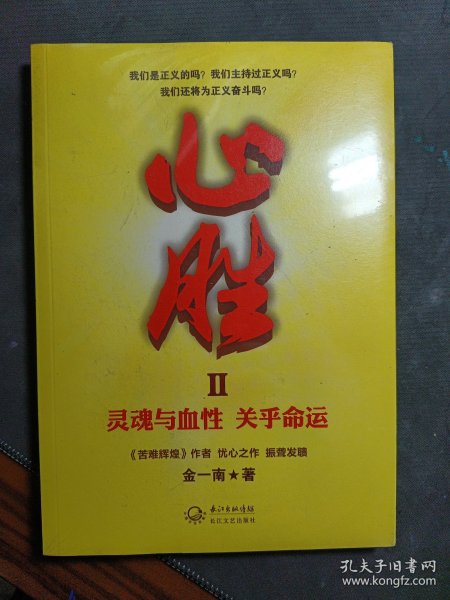 我们是正义的吗？我们主持过正义吗？
我们还将为正义奋斗吗？
心
胜
II
灵魂与血性 关乎命运
《苦难辉煌》作者 忧心之作 振聋发聩
金一南★著
长江出版传媒
长江文艺出版社
孔夫子旧书网
www.kongfz.com